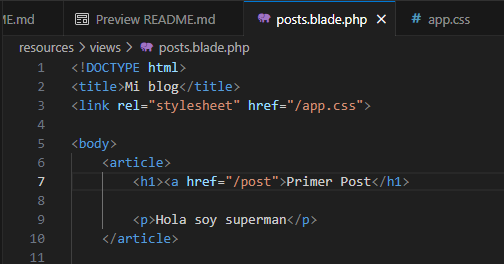 ME.md Preview README.md posts.blade.php × # app.css
resources > views > posts.blade.php
1 <!DOCTYPE html>
2 <title>Mi blog</title>
3 <link rel="stylesheet" href="/app.css">
4
5 <body>
6 <article>
7 <h1><a href="/post">Primer Post</h1>
8
9 <p>Hola soy superman</p>
10 </article>
11